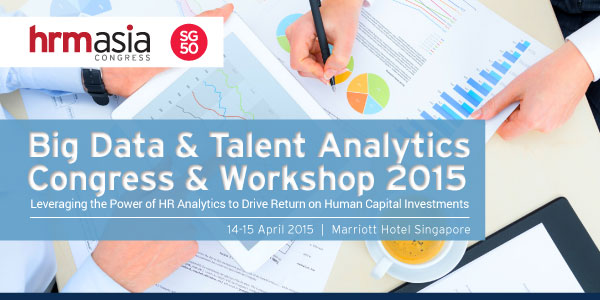 hrmasia
CONGRESS
SG
50
Big Data & Talent Analytics
Congress & Workshop 2015
Leveraging the Power of HR Analytics to Drive Return on Human Capital Investments
14-15 April 2015 | Marriott Hotel Singapore